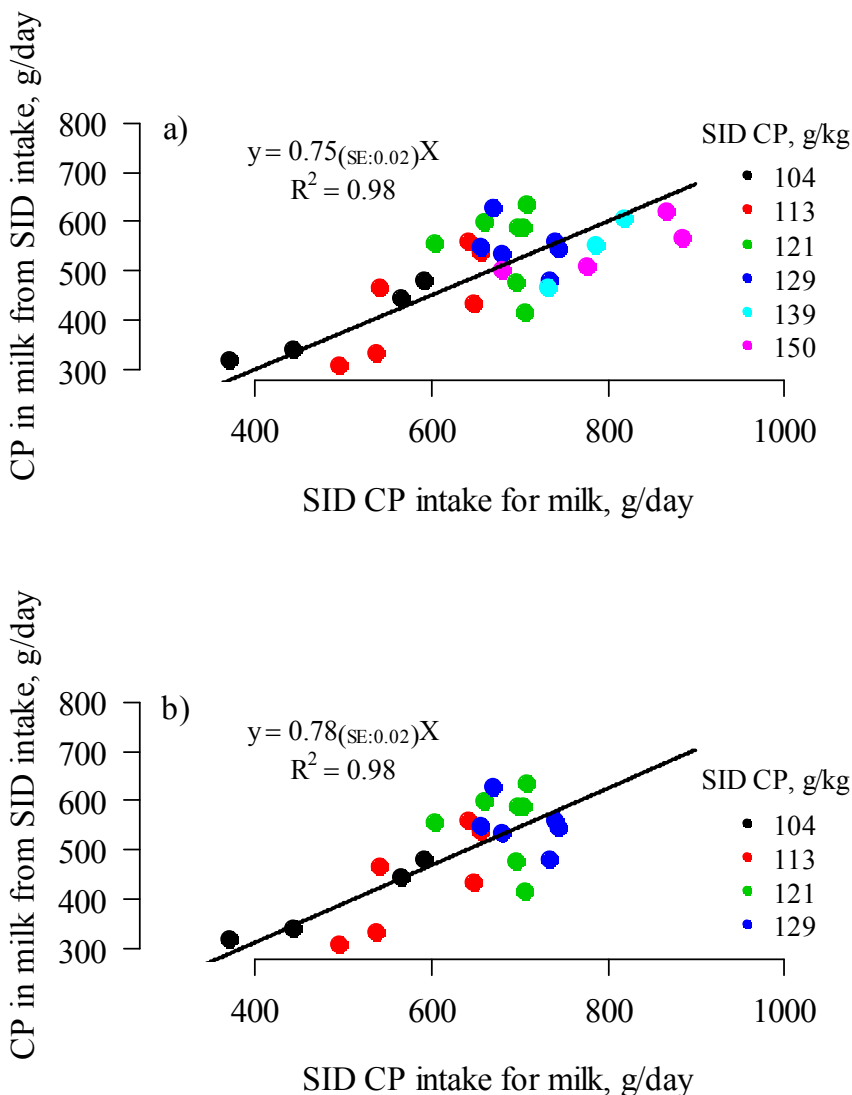 CP in milk from SID intake, g/day
a)
y = 0.75(SE:0.02)X
R² = 0.98
800
700
600
500
400
300
400 600 800 1000
SID CP intake for milk, g/day
SID CP, g/kg
104
113
121
129
139
150
CP in milk from SID intake, g/day
b)
y = 0.78(SE:0.02)X
R² = 0.98
800
700
600
500
400
300
400 600 800 1000
SID CP intake for milk, g/day
SID CP, g/kg
104
113
121
129